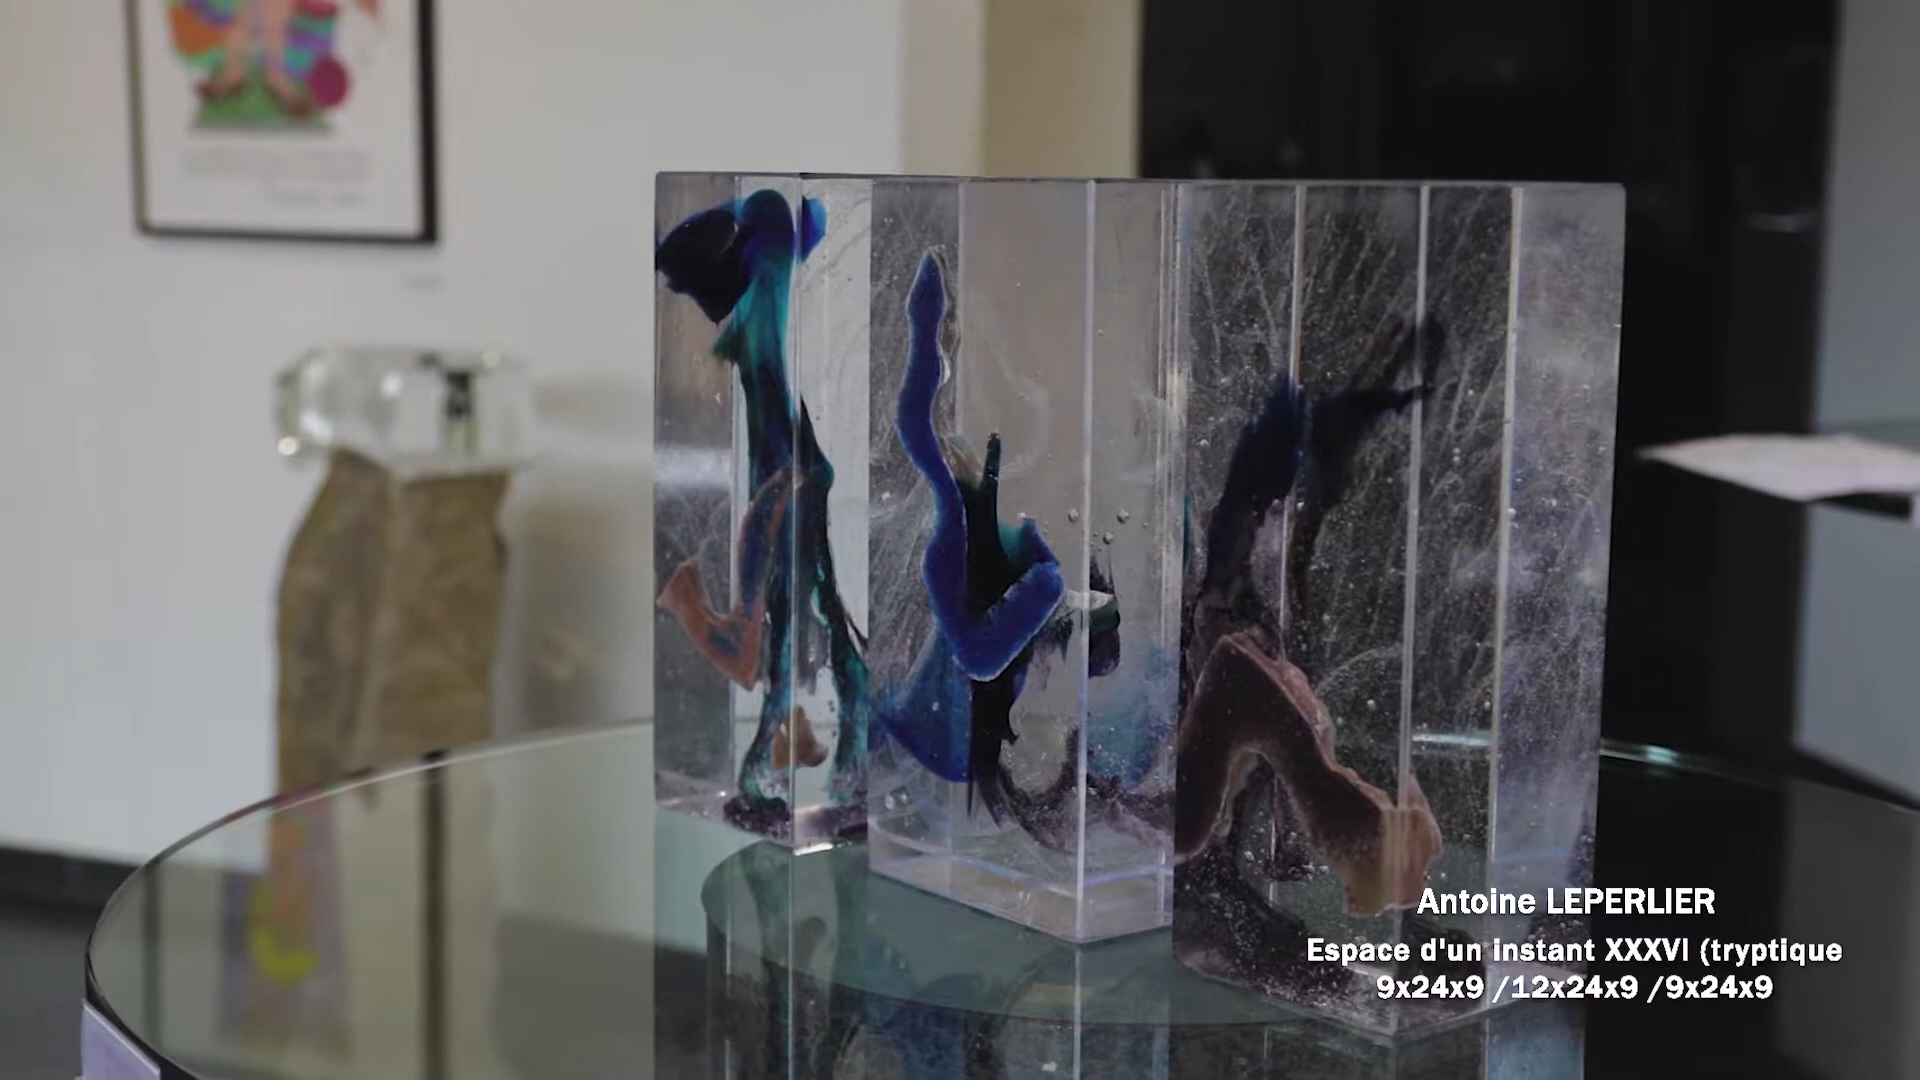 Antoine LEPERLIER
Espace d'un instant XXXVI (tryptique
9x24x9 /12x24x9 /9x24x9